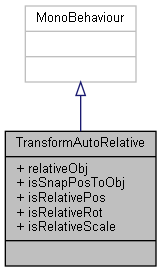 MonoBehaviour
TransformAutoRelative
+ relativeObj
+ isSnapPosToObj
+ isRelativePos
+ isRelativeRot
+ isRelativeScale